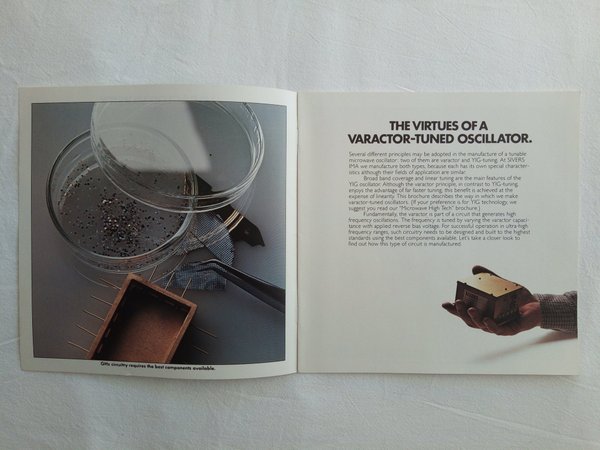 GHz circuitry requires the best components available.
THE VIRTUES OF A
VARACTOR-TUNED OSCILLATOR.
Several different principles may be adopted in the manufacture of a tunable
microwave oscillator: two of them are varactor and YIG-tuning. At SIVERS
IMA we manufacture both types, because each has its own special character-
istics although their fields of application are similar.
Broad band coverage and linear tuning are the main features of the
YIG oscillator. Although the varactor principle, in contrast to YIG-tuning,
enjoys the advantage of far faster tuning, this benefit is achieved at the
expense of linearity. This brochure describes the way in which we make
varactor-tuned oscillators. (If your preference is for YIG technology, we
suggest you read our "Microwave High Tech" brochure.)
Fundamentally, the varactor is part of a circuit that generates high
frequency oscillations. The frequency is tuned by varying the varactor capaci-
tance with applied reverse bias voltage. For successful operation in ultra-high
frequency ranges, such circuitry needs to be designed and built to the highest
standards using the best components available. Let's take a closer look to
find out how this type of circuit is manufactured.